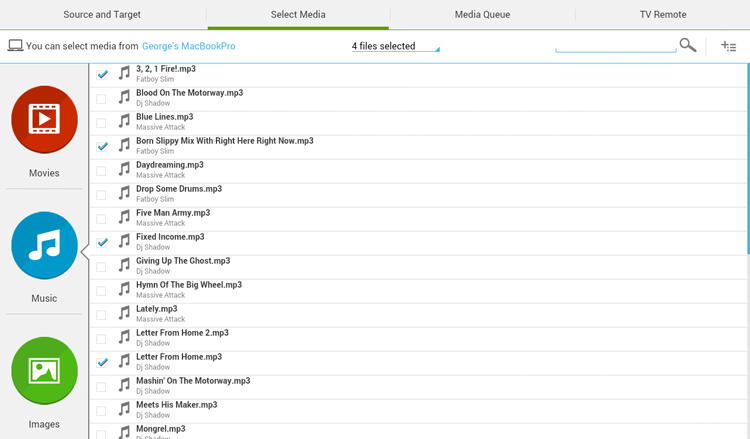 Source and Target
Select Media
Media Queue
TV Remote
You can select media from George's MacBookPro
4 files selected
3, 2, 1 Fire!.mp3
Fatboy Slim
Blood On The Motorway.mp3
Dj Shadow
Blue Lines.mp3
Massive Attack
Born Slippy Mix With Right Here Right Now.mp3
Fatboy Slim
Daydreaming.mp3
Massive Attack
Drop Some Drums.mp3
Fatboy Slim
Five Man Army.mp3
Massive Attack
Fixed Income.mp3
Dj Shadow
Giving Up The Ghost.mp3
Dj Shadow
Hymn Of The Big Wheel.mp3
Massive Attack
Lately.mp3
Massive Attack
Letter From Home 2.mp3
Dj Shadow
Letter From Home.mp3
Dj Shadow
Mashin' On The Motorway.mp3
Dj Shadow
Meets His Maker.mp3
Dj Shadow
Mongrel.mp3
Dj Shadow
Movies
Music
Images